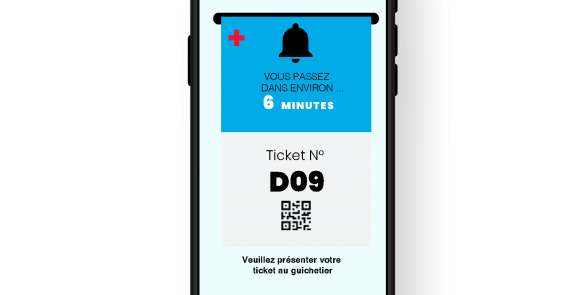 VOUS PASSEZ
DANS ENVIRON ...
6 MINUTES
Ticket N°
D09
Veuillez présenter votre
ticket au guichetier